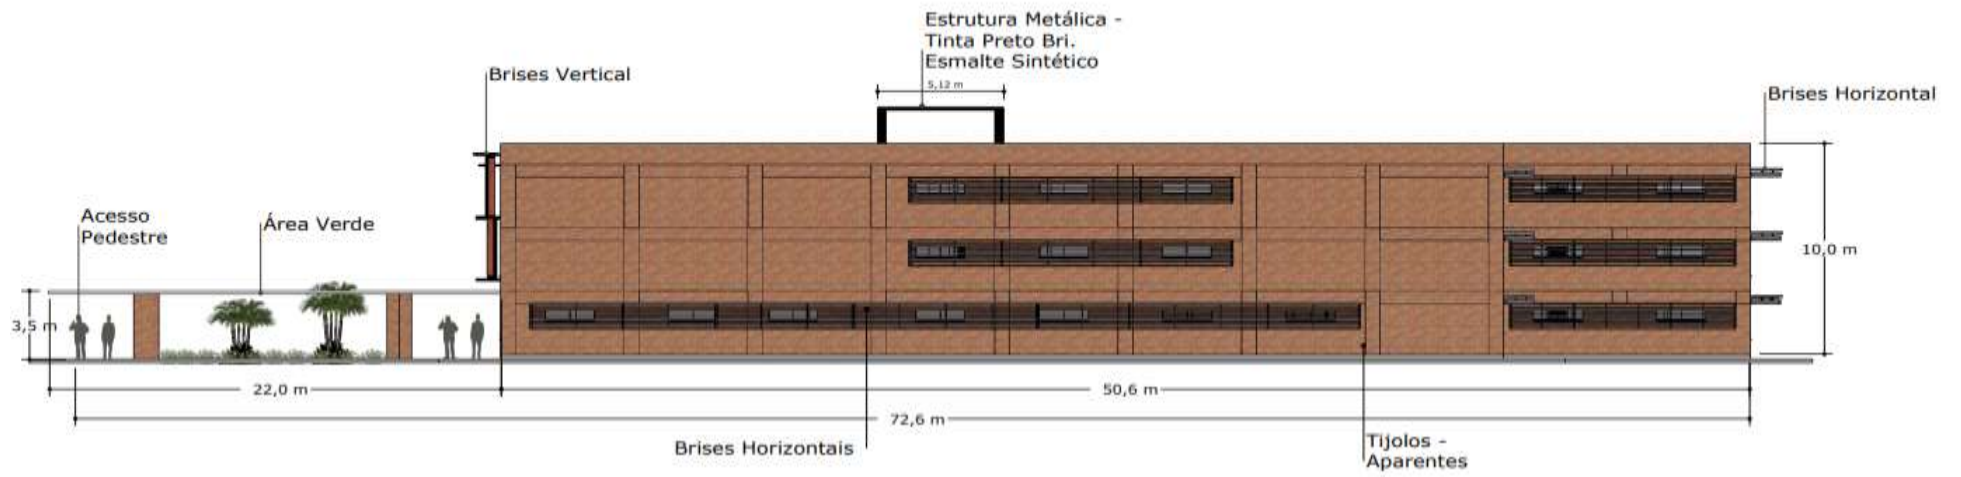 Estrutura Metálica -
Tinta Preto Bri.
Esmalte Sintético
5,12 m
Brises Vertical
Brises Horizontal
Acesso
Pedestre
Área Verde
10,0 m
3,5 m
22,0 m
50,6 m
72,6 m
Brises Horizontais
Tijolos -
Aparentes